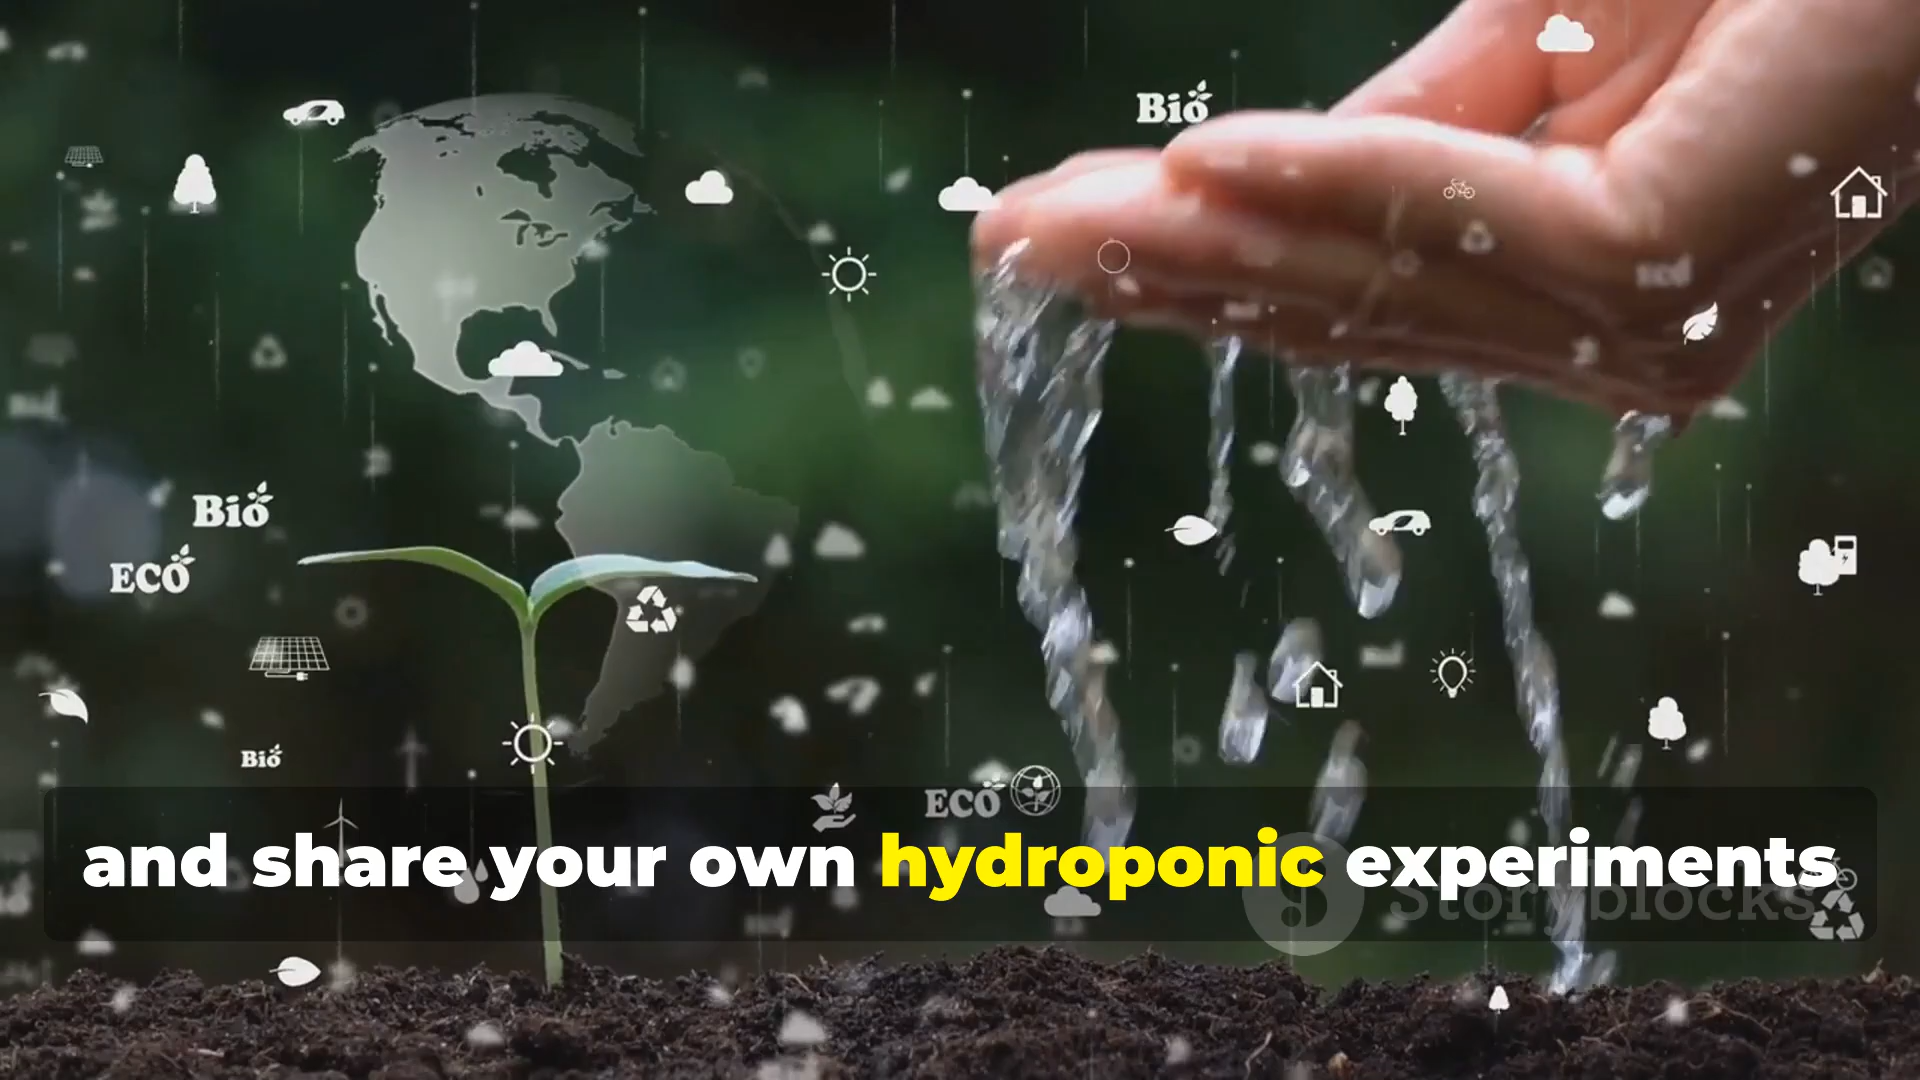 Bio
Bio
ECO
Bio
ECO
and share your own hydroponic experiments
Storyblocks